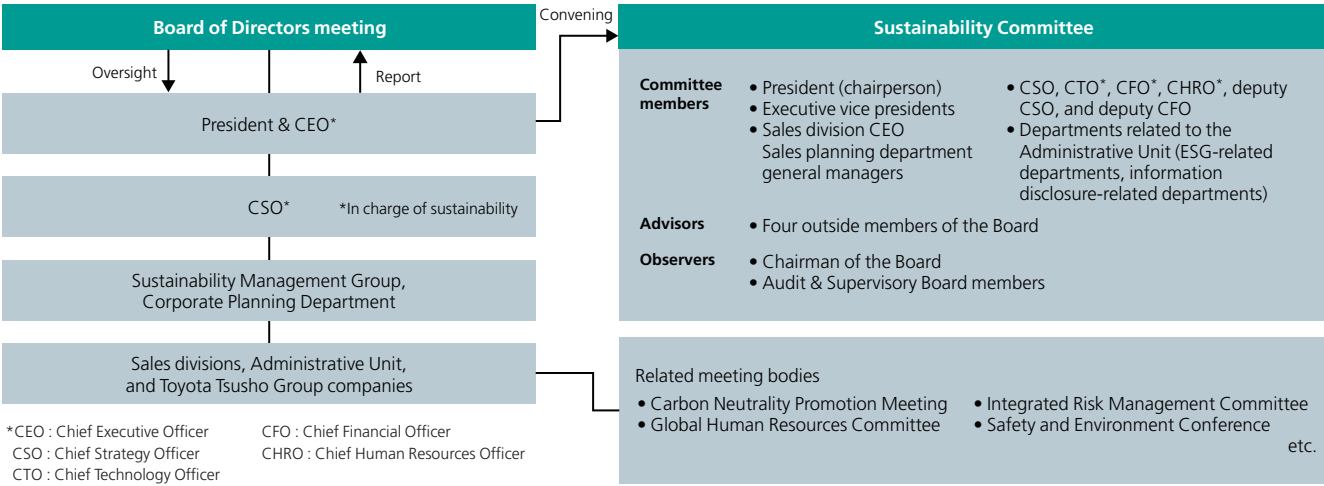 Board of Directors meeting
Oversight
Report
President & CEO*
CSO* *In charge of sustainability
Sustainability Management Group,
Corporate Planning Department
Sales divisions, Administrative Unit,
and Toyota Tsusho Group companies
*CEO : Chief Executive Officer
CSO : Chief Strategy Officer
CTO : Chief Technology Officer
CFO : Chief Financial Officer
CHRO : Chief Human Resources Officer
Convening
Sustainability Committee
Committee
members
• President (chairperson)
• Executive vice presidents
• Sales division CEO
Sales planning department
general managers
• CSO, CTO*, CFO*, CHRO*, deputy
CSO, and deputy CFO
• Departments related to the
Administrative Unit (ESG-related
departments, information
disclosure-related departments)
Advisors
• Four outside members of the Board
Observers
• Chairman of the Board
• Audit & Supervisory Board members
Related meeting bodies
• Carbon Neutrality Promotion Meeting
• Global Human Resources Committee
• Integrated Risk Management Committee
• Safety and Environment Conference
etc.